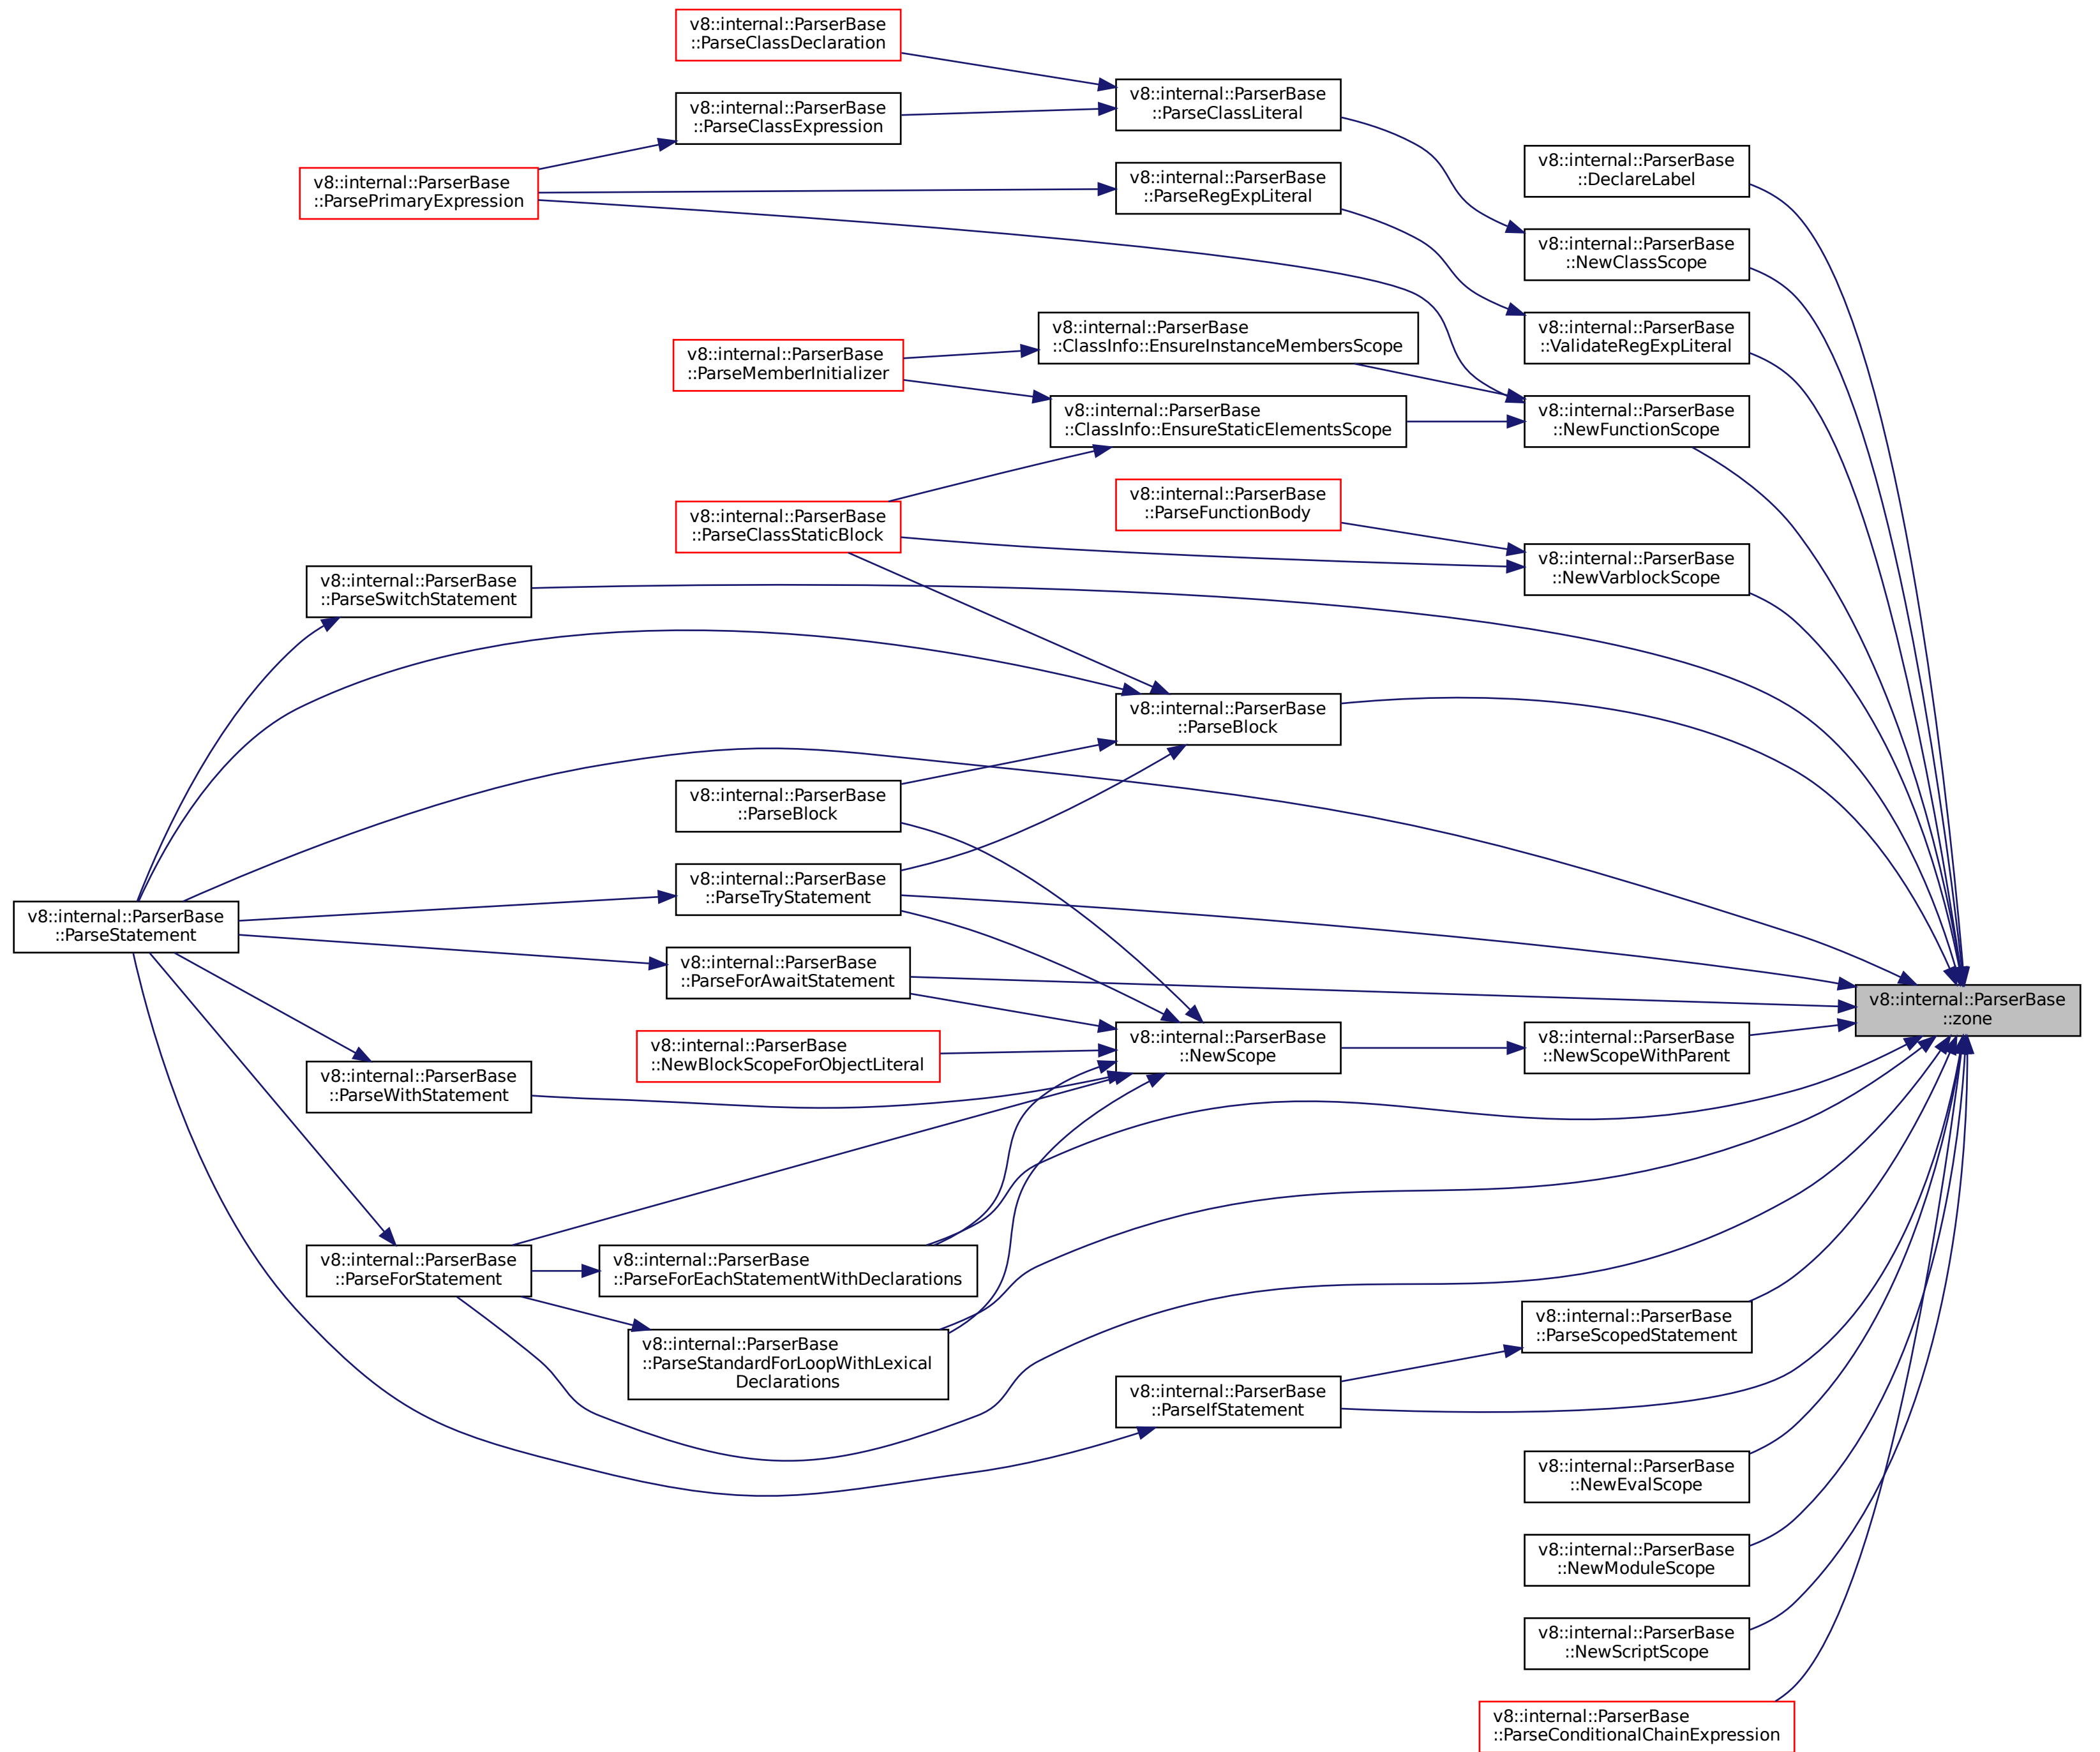 v8::internal::ParserBase
::ParseClassDeclaration
v8::internal::ParserBase
::ParseClassLiteral
v8::internal::ParserBase
::ParseClassExpression
v8::internal::ParserBase
::DeclareLabel
v8::internal::ParserBase
::ParsePrimaryExpression
v8::internal::ParserBase
::ParseRegExpLiteral
v8::internal::ParserBase
::NewClassScope
v8::internal::ParserBase
::ClassInfo::EnsureInstanceMembersScope
v8::internal::ParserBase
::ValidateRegExpLiteral
v8::internal::ParserBase
::ParseMemberInitializer
v8::internal::ParserBase
::ClassInfo::EnsureStaticElementsScope
v8::internal::ParserBase
::NewFunctionScope
v8::internal::ParserBase
::ParseFunctionBody
v8::internal::ParserBase
::ParseClassStaticBlock
v8::internal::ParserBase
::NewVarblockScope
v8::internal::ParserBase
::ParseSwitchStatement
v8::internal::ParserBase
::ParseBlock
v8::internal::ParserBase
::ParseBlock
v8::internal::ParserBase
::ParseTryStatement
v8::internal::ParserBase
::ParseStatement
v8::internal::ParserBase
::ParseForAwaitStatement
v8::internal::ParserBase
::zone
v8::internal::ParserBase
::NewBlockScopeForObjectLiteral
v8::internal::ParserBase
::NewScope
v8::internal::ParserBase
::NewScopeWithParent
v8::internal::ParserBase
::ParseWithStatement
v8::internal::ParserBase
::ParseForStatement
v8::internal::ParserBase
::ParseForEachStatementWithDeclarations
v8::internal::ParserBase
::ParseScopedStatement
v8::internal::ParserBase
::ParseStandardForLoopWithLexical
Declarations
v8::internal::ParserBase
::ParseIfStatement
v8::internal::ParserBase
::NewEvalScope
v8::internal::ParserBase
::NewModuleScope
v8::internal::ParserBase
::NewScriptScope
v8::internal::ParserBase
::ParseConditionalChainExpression